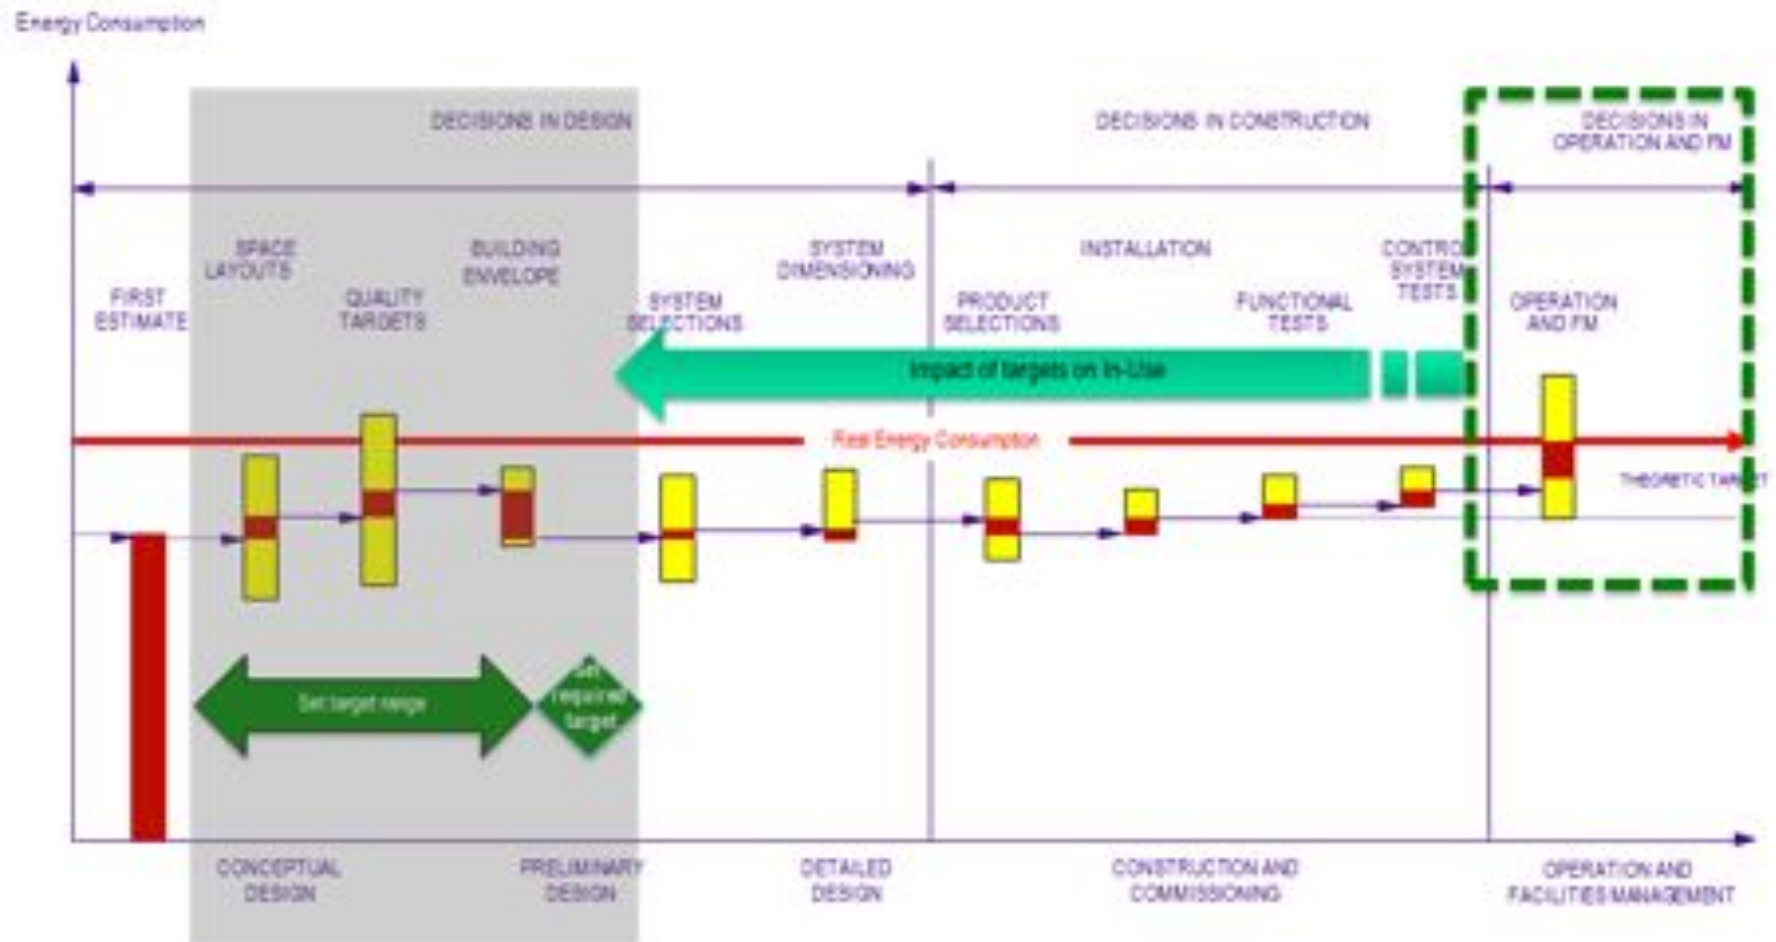 Energy Consumption
DECISIONS IN DESIGN
DECISIONS IN CONSTRUCTION
DECISIONS IN
OPERATION AND FM
SPACE
LAYOUTS
BUILDING
ENVELOPE
SYSTEM
DIMENSIONING
INSTALLATION
CONTRO
SYSTEM
TESTS
FIRST
ESTIMATE
QUALITY
TARGETS
SYSTEM
SELECTIONS
PRODUCT
SELECTIONS
FUNCTIONAL
TESTS
OPERATION
AND FM
Impact of targets on In-Use
Real Energy Consumption
THEORETIC TARGET
Set target range
Set
required
target
CONCEPTUAL
DESIGN
PRELIMINARY
DESIGN
DETAILED
DESIGN
CONSTRUCTION AND
COMMISSIONING
OPERATION AND
FACILITIES MANAGEMENT